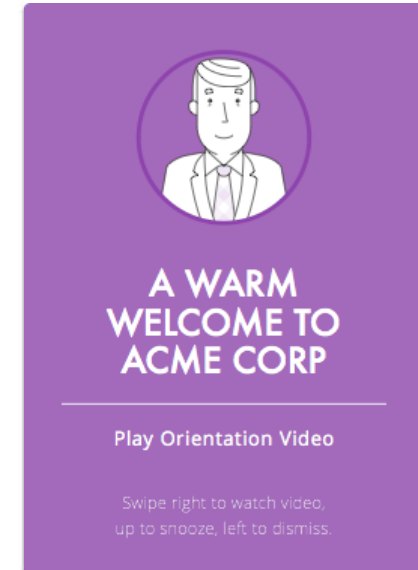 A WARM
WELCOME TO
ACME CORP
Play Orientation Video
Swipe right to watch video,
up to snooze, left to dismiss.